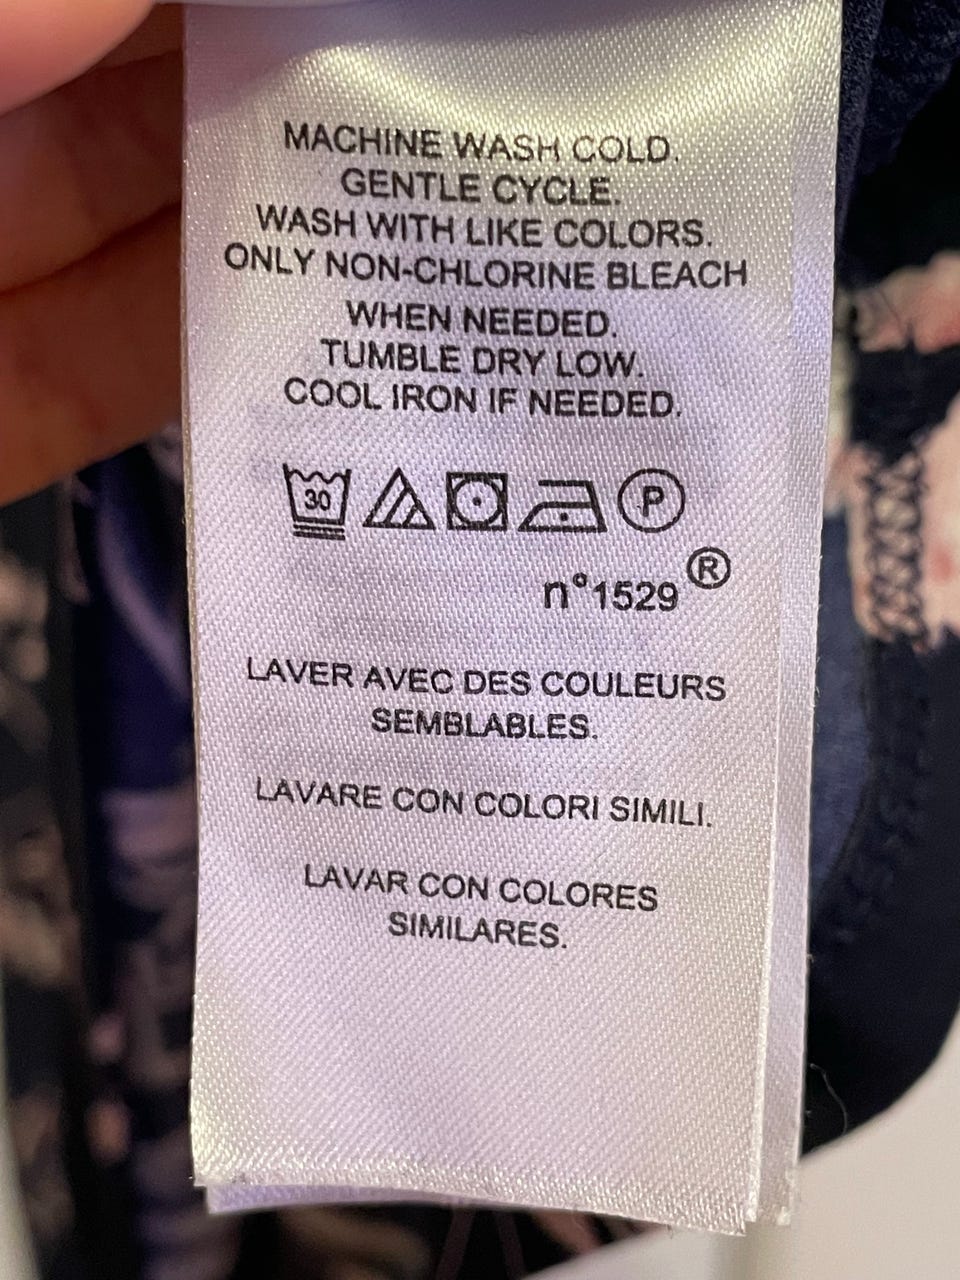 MACHINE WASH COLD.
GENTLE CYCLE.
WASH WITH LIKE COLORS.
ONLY NON-CHLORINE BLEACH
WHEN NEEDED.
TUMBLE DRY LOW.
COOL IRON IF NEEDED.
30 P
n°1529®
LAVER AVEC DES COULEURS
SEMBLABLES.
LAVARE CON COLORI SIMILI.
LAVAR CON COLORES
SIMILARES.